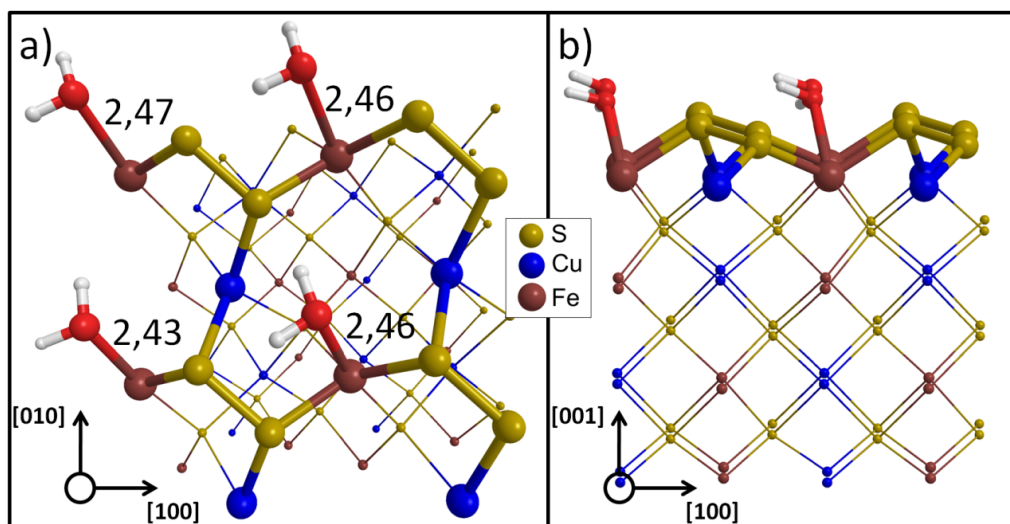 a)
2,47
2,46
2,43
2,46
[010]
[100]
S
Cu
Fe
b)
[001]
[100]